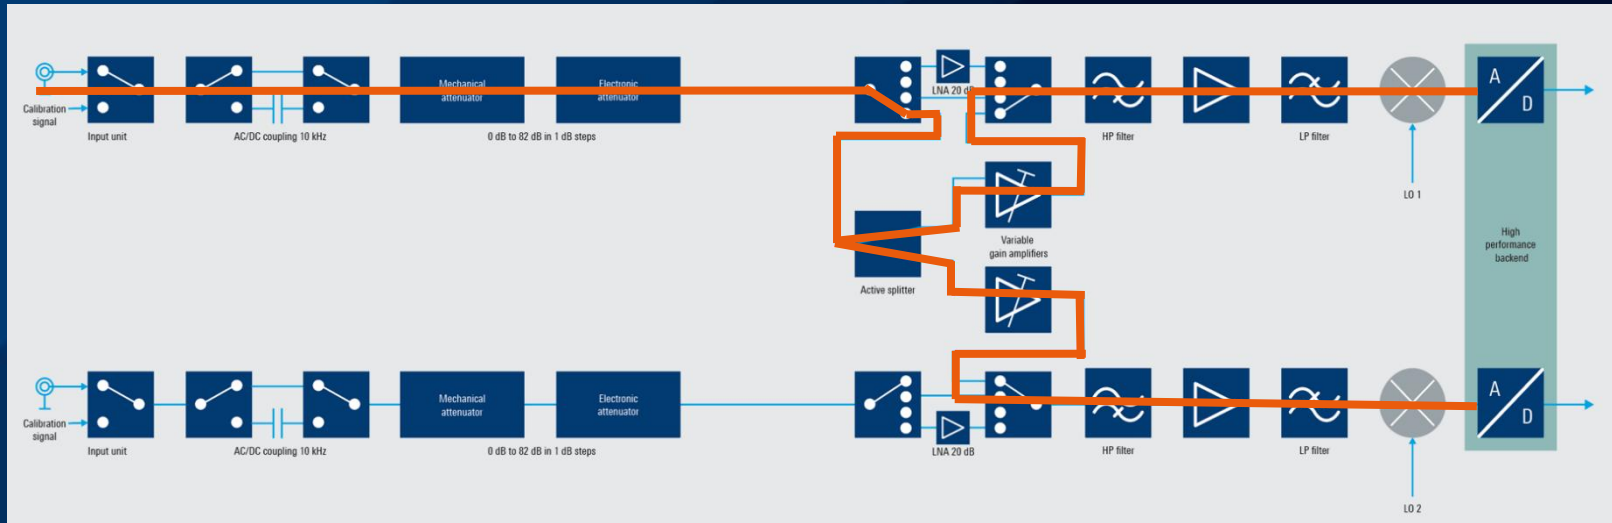 Calibration
signal
Input unit
AC/DC coupling 10 kHz
Mechanical
attenuator
Electronic
attenuator
0 dB to 82 dB in 1 dB steps
LNA 20 dB
HP filter
LP filter
LO 1
A
D
Active splitter
Variable
gain amplifiers
High
performance
backend
Calibration
signal
Input unit
AC/DC coupling 10 kHz
Mechanical
attenuator
Electronic
attenuator
0 dB to 82 dB in 1 dB steps
LNA 20 dB
HP filter
LP filter
LO 2
A
D